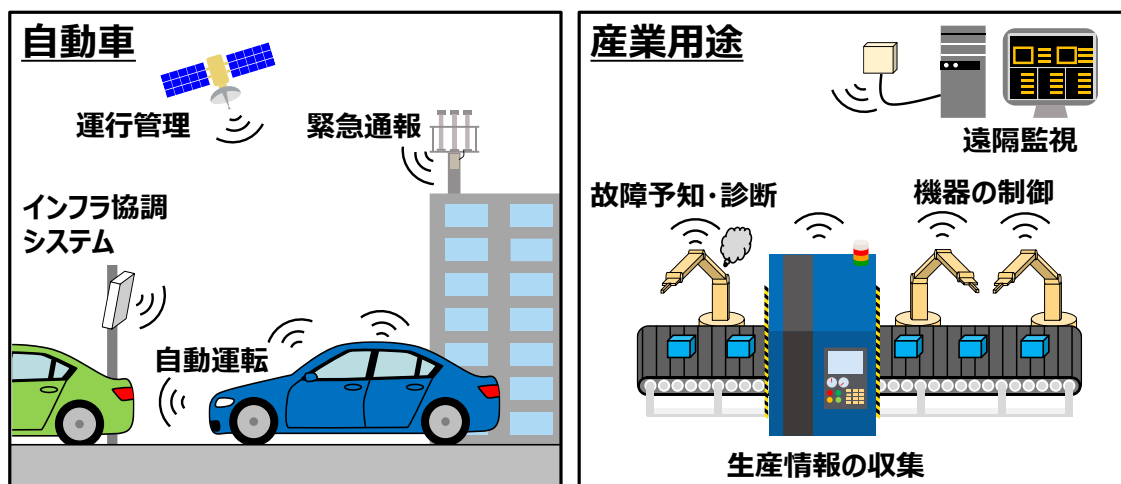 自動車
運行管理
緊急通報
インフラ協調
システム
自動運転
産業用途
遠隔監視
故障予知・診断
機器の制御
生産情報の収集